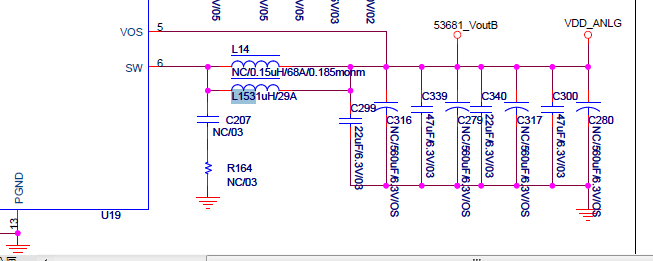 V/05
V/05
V/05
6.3V/03
V/02
VOS
5
53681_VoutB
VDD_ANLG
L14
SW
6
NC/0.15uH/68A/0.185mohm
L1531uH/29A
C299
C316
C339
C279
C340
C317
C300
C280
22uF/6.3V/03
NC/560uF/6.3V/OS
47uF/6.3V/03
NC/560uF/6.3V/OS
22uF/6.3V/03
NC/560uF/6.3V/OS
47uF/6.3V/03
NC/560uF/6.3V/OS
C207
NC/03
R164
NC/03
PGND
U19
13